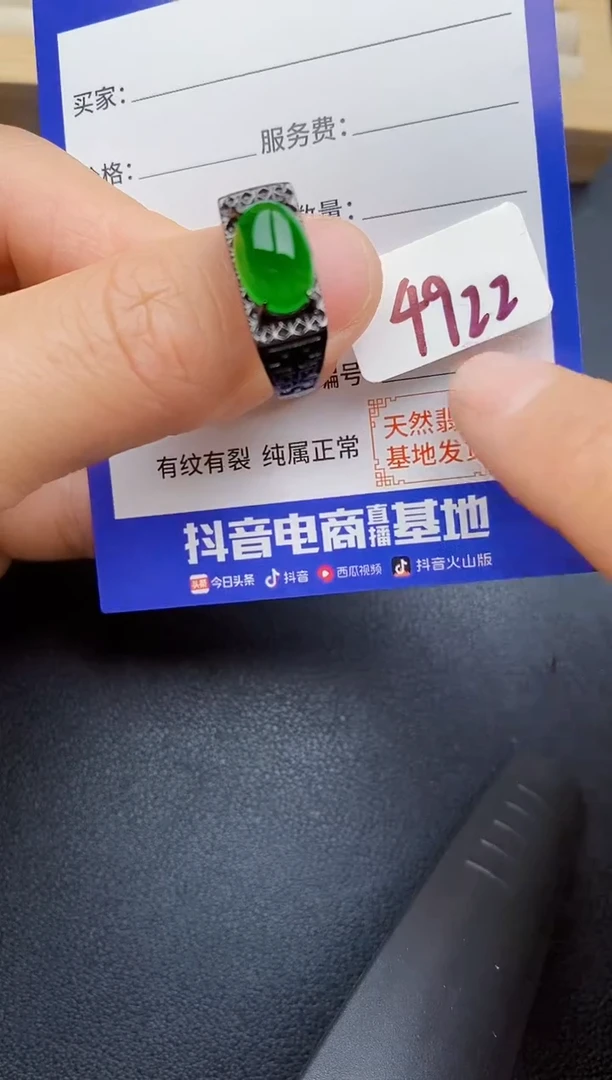 买家：
格：
服务费：
数量：
4922
编号
天然翡
基地发
有纹有裂 纯属正常
抖音电商直播基地
头条 今日头条 抖音 西瓜视频 抖音火山版